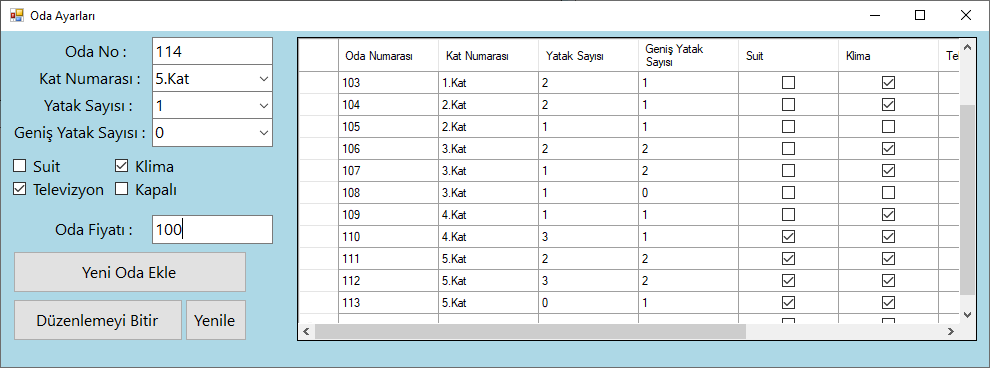 Oda Ayarları
Oda No : 114
Kat Numarası : 5.Kat
Yatak Sayısı : 1
Geniş Yatak Sayısı : 0
Suit Klima
Televizyon Kapalı
Oda Fiyatı : 100
Yeni Oda Ekle
Düzenlemeyi Bitir Yenile
Oda Numarası Kat Numarası Yatak Sayısı Geniş Yatak Sayısı Suit Klima Te
103 1.Kat 2 1
104 2.Kat 2 1
105 2.Kat 1 1
106 3.Kat 2 2
107 3.Kat 1 2
108 3.Kat 1 0
109 4.Kat 1 1
110 4.Kat 3 1
111 5.Kat 2 2
112 5.Kat 3 2
113 5.Kat 0 1